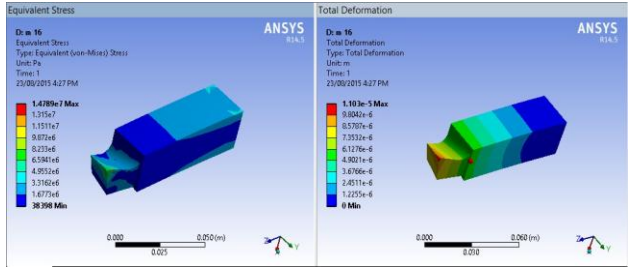 Equivalent Stress
D: m 16
Equivalent Stress
Type: Equivalent (von-Mises) Stress
Unit: Pa
Time: 1
23/08/2015 4:27 PM
ANSYS
R14.5
1.4789e7 Max
1.315e7
1.1511e7
9.872e6
8.233e6
6.5941e6
4.9552e6
3.3162e6
1.6773e6
38398 Min
0.000
0.050 (m)
0.025
Z
X
Y
Total Deformation
D: m 16
Total Deformation
Type: Total Deformation
Unit: m
Time: 1
23/08/2015 4:27 PM
ANSYS
R14.5
1.103e-5 Max
9.8042e-6
8.5787e-6
7.3532e-6
6.1276e-6
4.9021e-6
3.6766e-6
2.4511e-6
1.2255e-6
0 Min
0.000
0.060 (m)
0.030
Z
Y